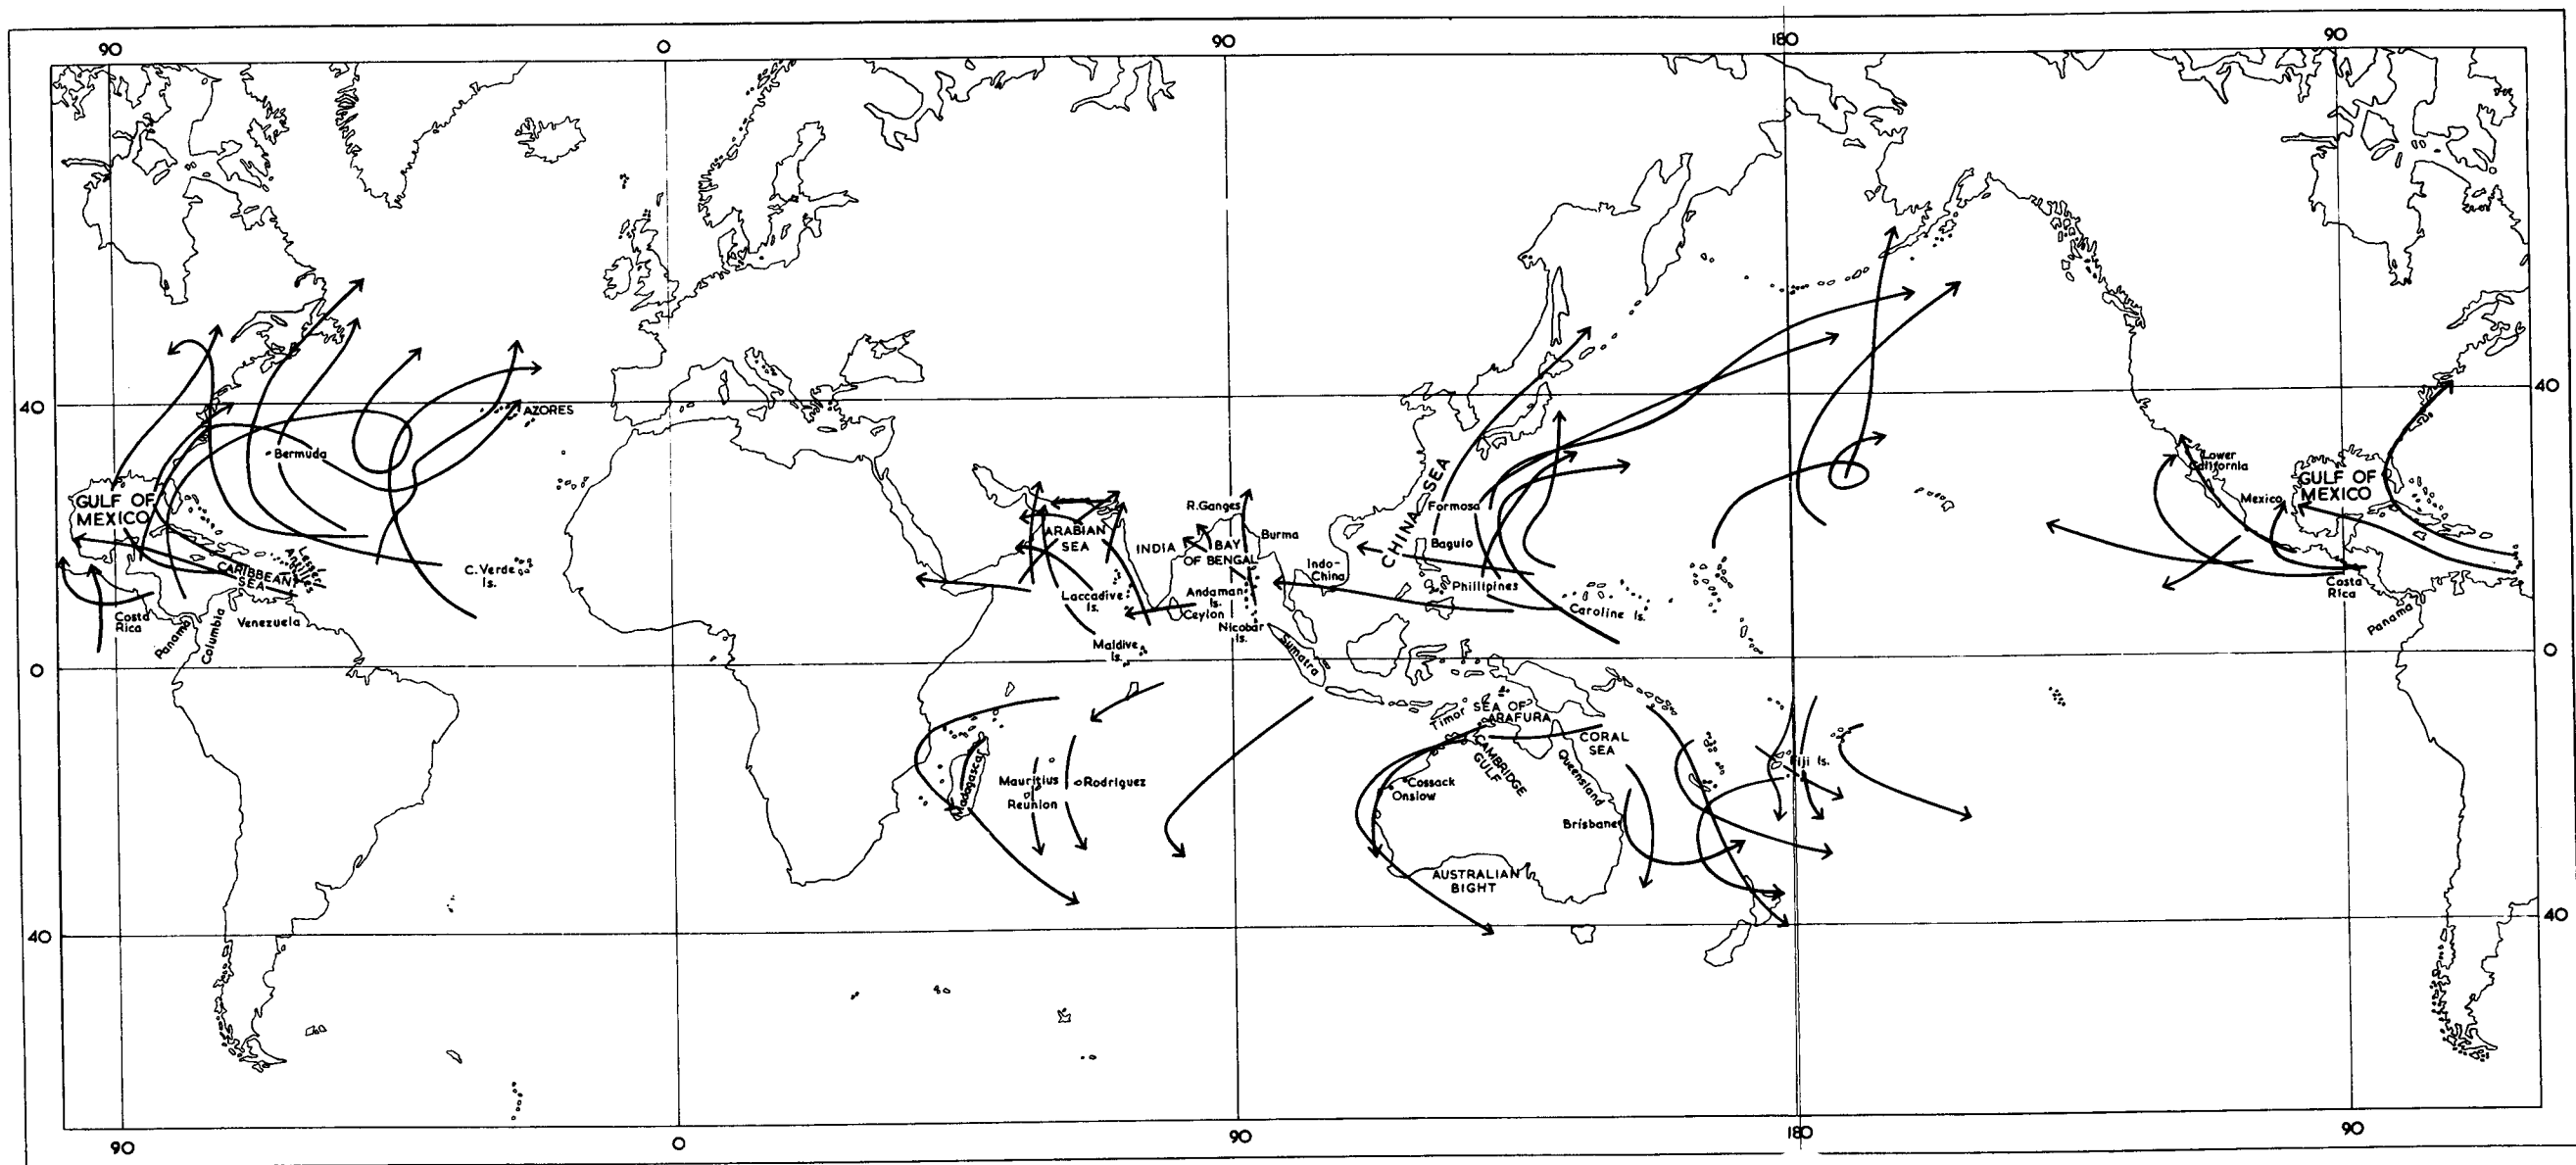 90
0
90
180
90
40
AZORES
Bermuda
GULF OF
MEXICO
C. Verde
Is.
CARIBBEAN
SEA
Lesser
Antilles
Costa
Rica
Panama
Columbia
Venezuela
0
40
ARABIAN
SEA
INDIA
R.Ganges
BAY
OF BENGAL
Burma
Laccadive
Is.
Andaman
Is.
Ceylon
Nicobar
Is.
Maldive
Is.
Sumatra
Indo-
China
CHINA SEA
Formosa
Baguio
Phillipines
Caroline Is.
Madagascar
Mauritius
Reunion
Rodriguez
Timor
SEA OF
ARAFURA
CAMBRIDGE
GULF
CORAL
SEA
Queensland
Cossack
Onslow
Brisbane
AUSTRALIAN
BIGHT
Fiji Is.
Lower
California
Mexico
GULF OF
MEXICO
Costa
Rica
Panama
40
0
40
90
0
90
180
90